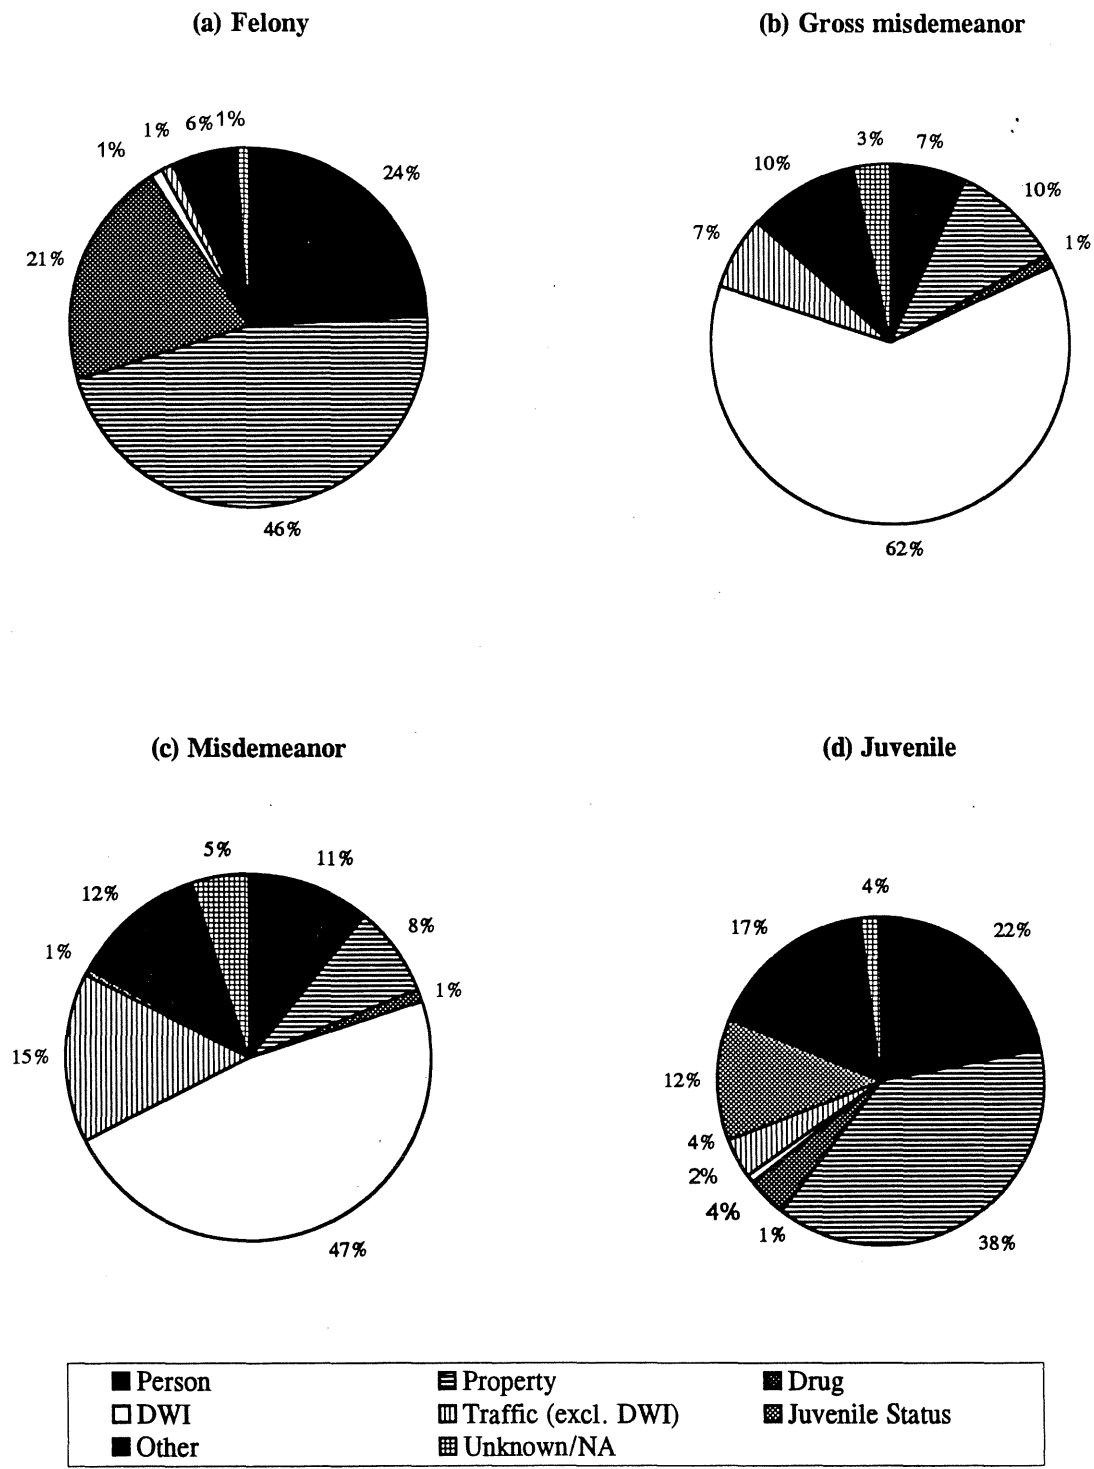 (a) Felony
(b) Gross misdemeanor
1%
1%
6%
1%
24%
21%
46%
3%
7%
10%
10%
7%
1%
62%
(c) Misdemeanor
(d) Juvenile
5%
11%
12%
8%
1%
1%
15%
47%
4%
17%
22%
12%
4%
2%
4%
1%
38%
Person
Property
Drug
DWI
Traffic (excl. DWI)
Juvenile Status
Other
Unknown/NA